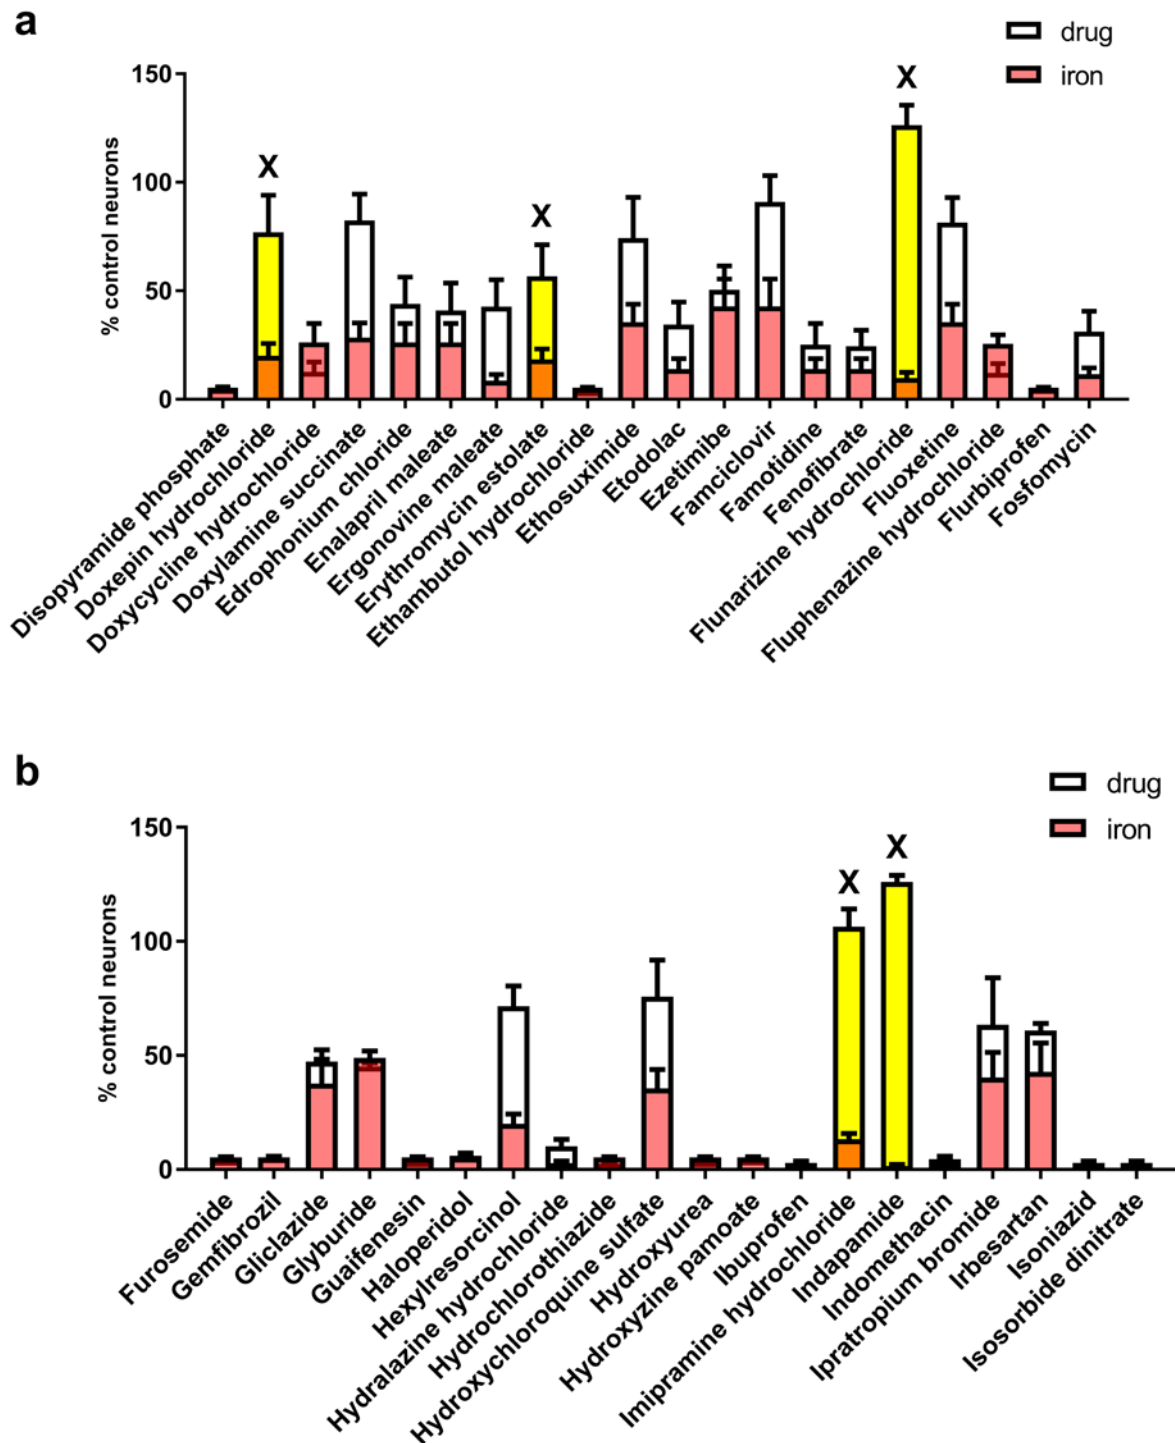 a
drug
iron
150
100
50
0
% control neurons
X
X
X
Disopyramide phosphate
Doxepin hydrochloride
Doxycycline hydrochloride
Doxylamine succinate
Edrophonium chloride
Enalapril maleate
Ergonovine maleate
Erythromycin estolate
Ethambutol hydrochloride
Ethosuximide
Etodolac
Ezetimibe
Famciclovir
Famotidine
Fenofibrate
Flunarizine hydrochloride
Fluoxetine
Fluphenazine hydrochloride
Flurbiprofen
Fosfomycin
b
drug
iron
150
100
50
0
% control neurons
X
X
Furosemide
Gemfibrozil
Gliclazide
Glyburide
Guaifenesin
Haloperidol
Hexylresorcinol
Hydralazine hydrochloride
Hydrochlorothiazide
Hydroxychloroquine sulfate
Hydroxyurea
Hydroxyzine pamoate
Ibuprofen
Imipramine hydrochloride
Indapamide
Indomethacin
Ipratropium bromide
Irbesartan
Isoniazid
Isosorbide dinitrate